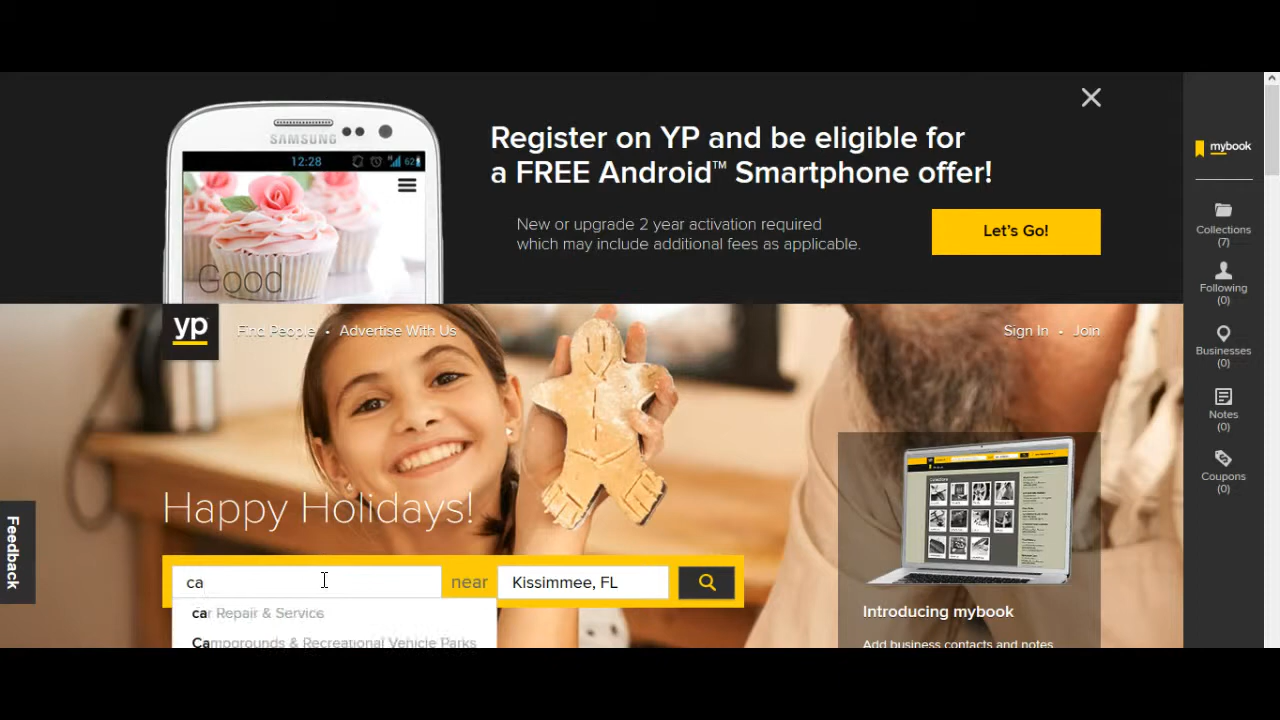 SAMSUNG
12:28
62
Good
Register on YP and be eligible for
a FREE Android™ Smartphone offer!
New or upgrade 2 year activation required
which may include additional fees as applicable.
Let's Go!
yp
Find People • Advertise With Us
Sign In • Join
Happy Holidays!
ca
near
Kissimmee, FL
car Repair & Service
Campgrounds & Recreational Vehicle Parks
Introducing mybook
Add business contacts and notes
Feedback
mybook
Collections
(7)
Following
(0)
Businesses
(0)
Notes
(0)
Coupons
(0)